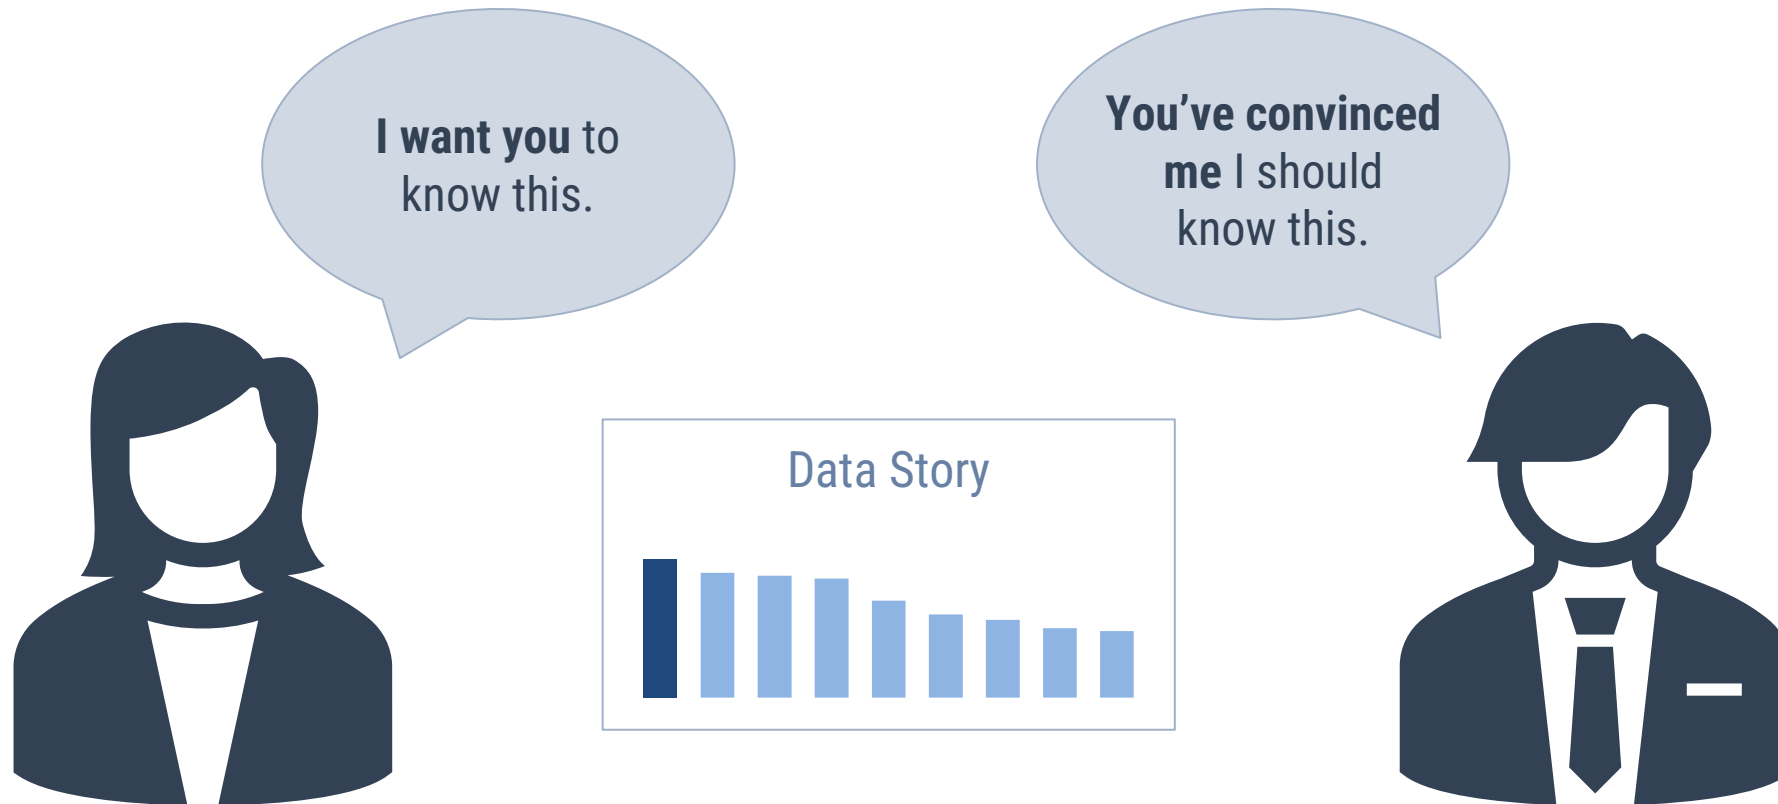 I want you to
know this.
You’ve convinced
me I should
know this.
Data Story